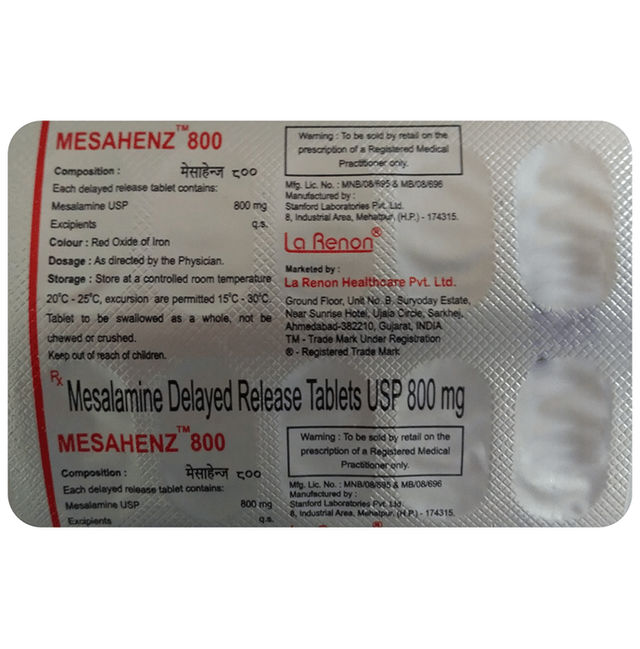 MESAHENZ™ 800
Composition : मेसाहेन्ज ८००
Each delayed release tablet contains:
Mesalamine USP 800 mg
Excipients q.s.
Colour : Red Oxide of Iron
Dosage : As directed by the Physician.
Storage : Store at a controlled room temperature
20°C - 25°C, excursion are permitted 15°C - 30°C.
Tablet to be swallowed as a whole, not be
chewed or crushed.
Keep out of reach of children.
Warning : To be sold by retail on the
prescription of a Registered Medical
Practitioner only.
Mfg. Lic. No. : MNB/08/695 & MB/08/696
Manufactured by :
Stanford Laboratories Pvt. Ltd.
8, Industrial Area, Mehatpur, (H.P.) - 174315.
La Renon®
Marketed by :
La Renon Healthcare Pvt. Ltd.
Ground Floor, Unit No. B, Suryoday Estate,
Near Sunrise Hotel, Ujala Circle, Sarkhej,
Ahmedabad-382210, Gujarat, INDIA
TM - Trade Mark Under Registration
® - Registered Trade Mark
Rx Mesalamine Delayed Release Tablets USP 800 mg
MESAHENZ™ 800
Composition : मेसाहेन्ज ८००
Each delayed release tablet contains:
Mesalamine USP 800 mg
Excipients q.s.
Warning : To be sold by retail on the
prescription of a Registered Medical
Practitioner only.
Mfg. Lic. No. : MNB/08/695 & MB/08/696
Manufactured by :
Stanford Laboratories Pvt. Ltd.
8, Industrial Area, Mehatpur, (H.P.) - 174315.
La Renon®